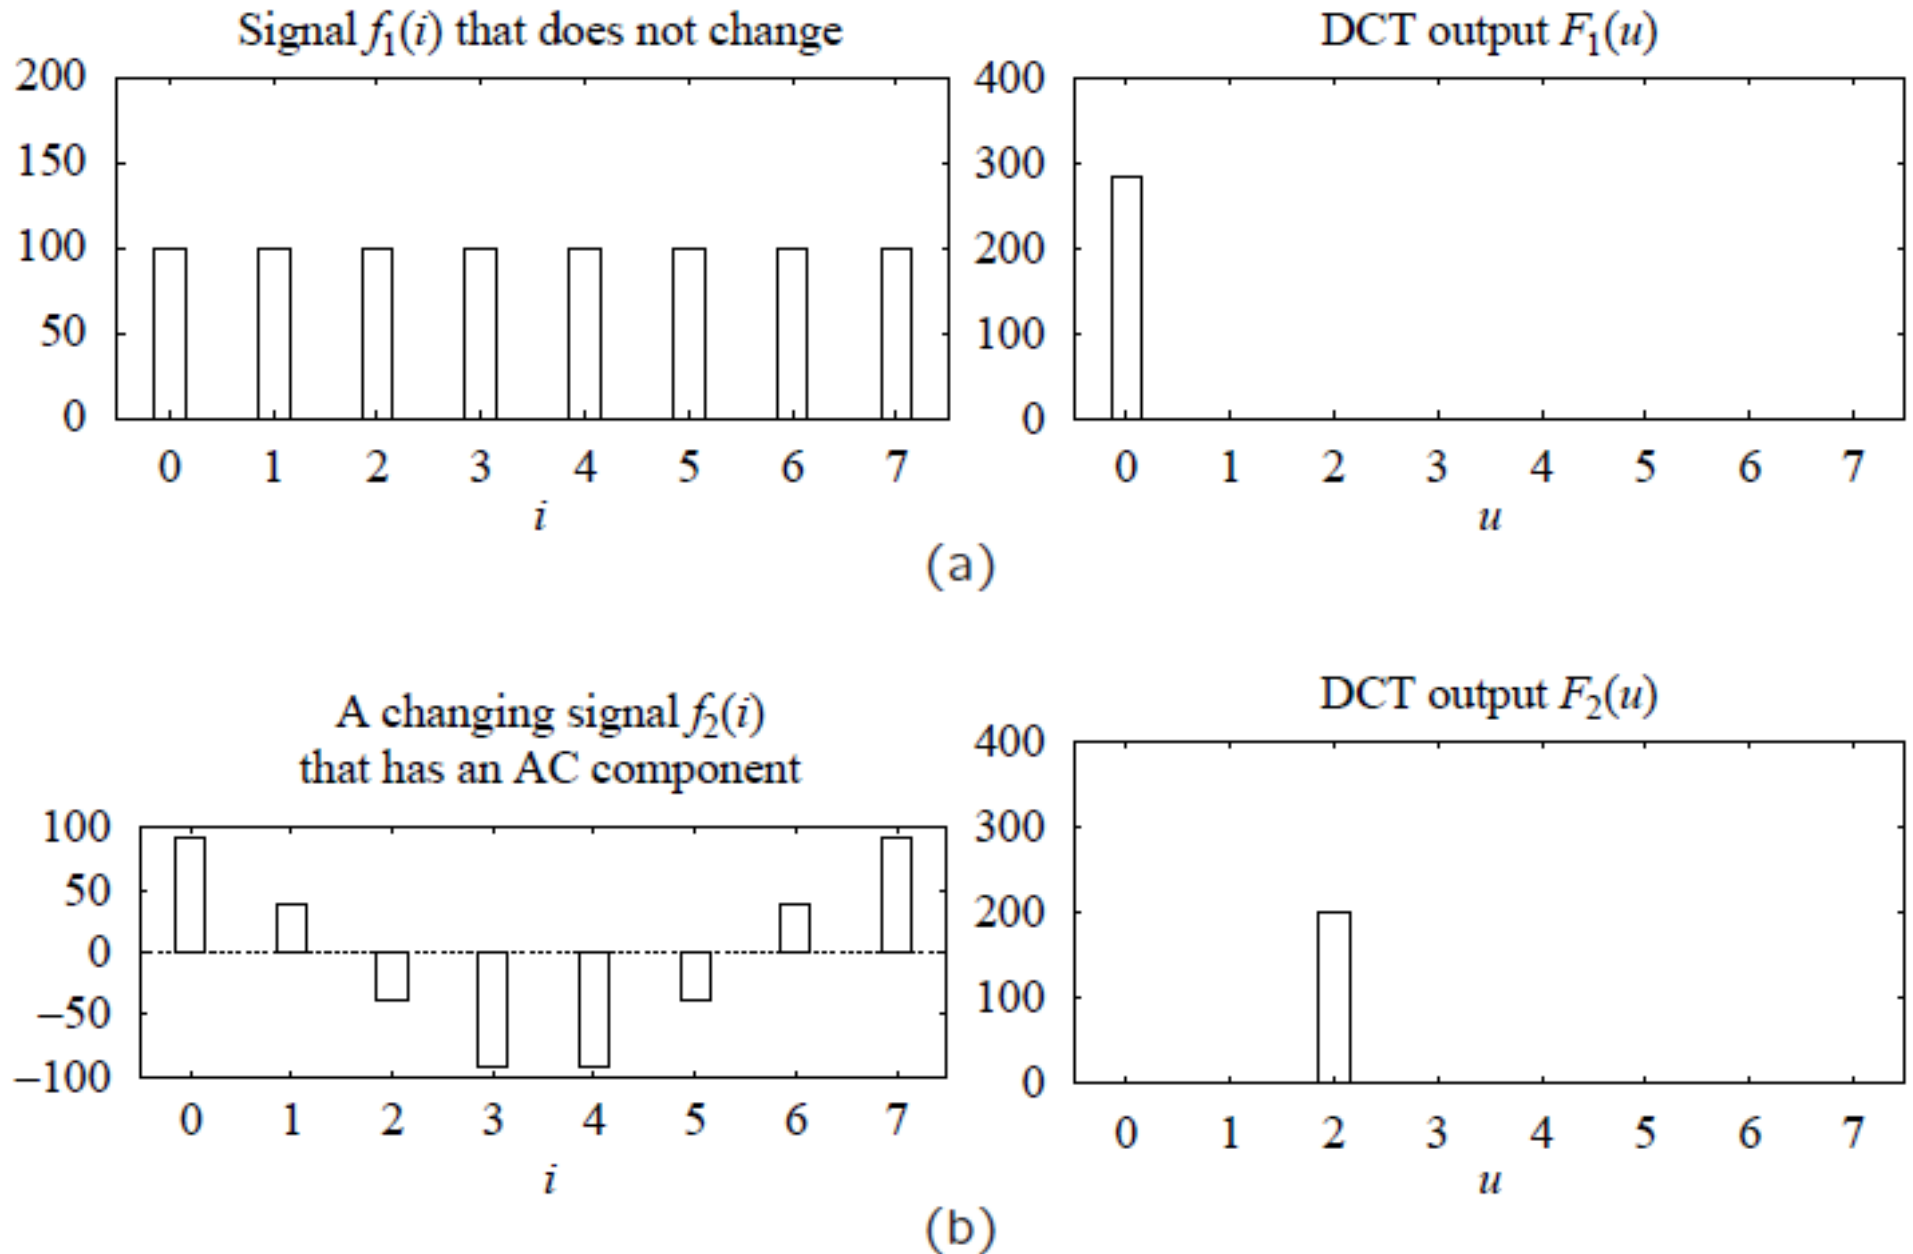 Signal f₁(i) that does not change
200
150
100
50
0
0 1 2 3 4 5 6 7
i
DCT output F₁(u)
400
300
200
100
0
0 1 2 3 4 5 6 7
u
(a)
A changing signal f₂(i)
that has an AC component
100
50
0
–50
–100
0 1 2 3 4 5 6 7
i
DCT output F₂(u)
400
300
200
100
0
0 1 2 3 4 5 6 7
u
(b)